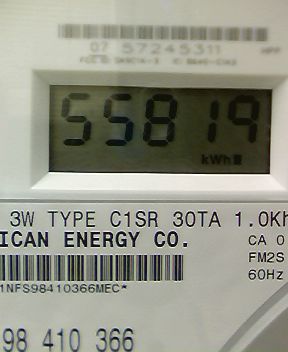 07 57245311
55819
kWh
3W TYPE C1SR 30TA 1.0Kh
ICAN ENERGY CO.
CA 0
FM2S
60Hz
1NFS98410366MEC*
98 410 366